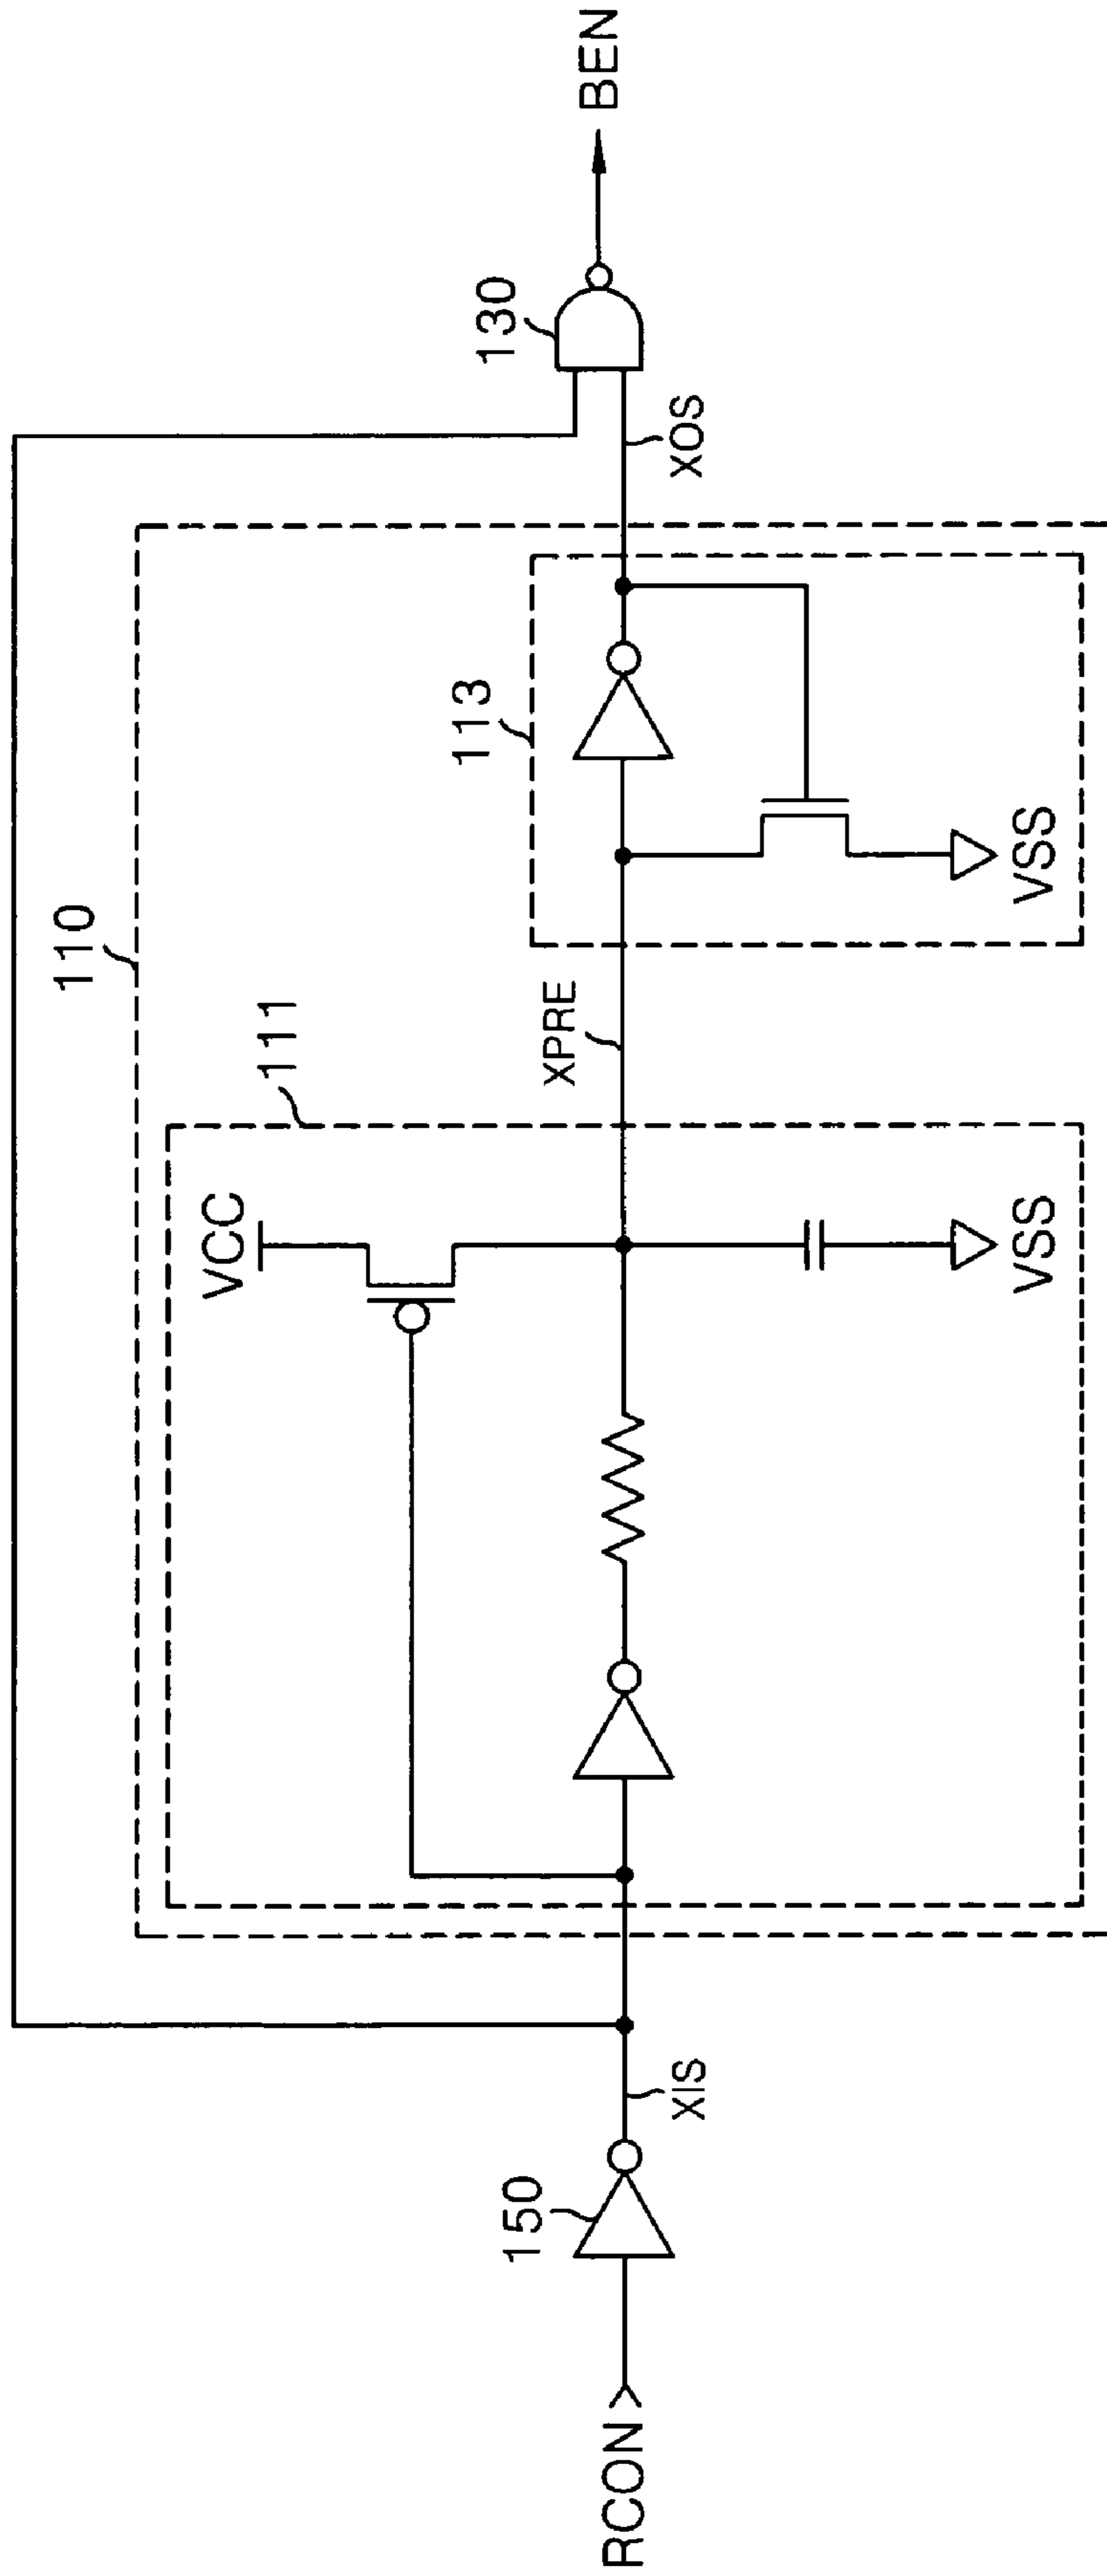 110
111
113
130
150
VCC
VSS
VSS
XPRE
XOS
XIS
RCON
BEN